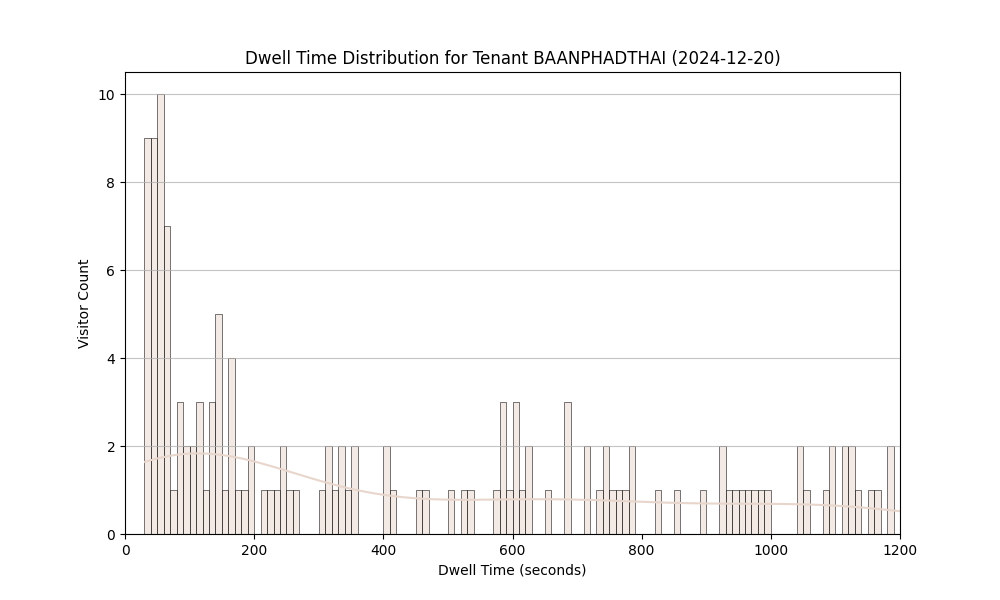 Dwell Time Distribution for Tenant BAANPHADTHAI (2024-12-20)
10
8
6
4
2
0
Visitor Count
0 200 400 600 800 1000 1200
Dwell Time (seconds)